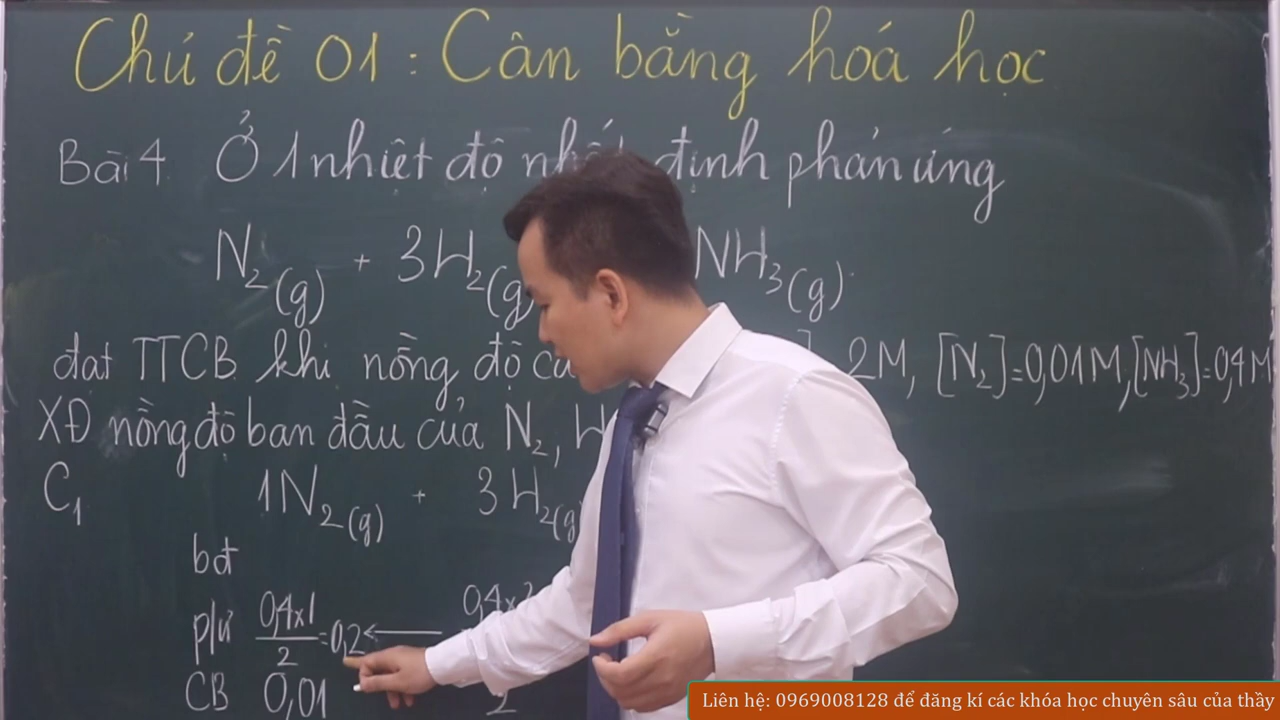 Chủ đề 01 : Cân bằng hoá học
Bài 4. Ở 1 nhiệt độ định phản ứng
N2(g) + 3H2(g) NH3(g)
đạt TTCB khi nồng độ 2M, [N2]=0,01M,[NH3]=0,4M
XĐ nồng độ ban đầu của N2,
C1 1N2(g) + 3H2(g)
bđ
p/ư 0,4x1/2=0,2 ←
CB 0,01
Liên hệ: 0969008128 để đăng kí các khóa học chuyên sâu của thầy